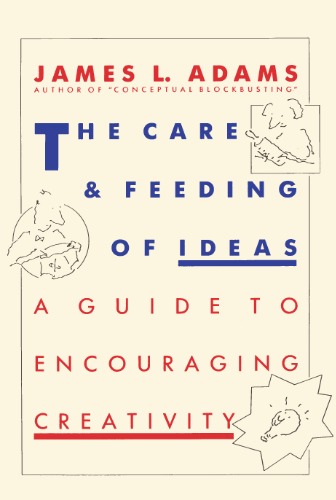 JAMES L. ADAMS
AUTHOR OF "CONCEPTUAL BLOCKBUSTING"
THE CARE
& FEEDING
OF IDEAS
A GUIDE TO
ENCOURAGING
CREATIVITY